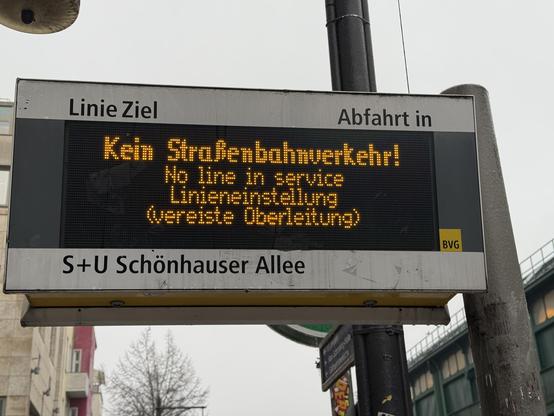 Linie Ziel Abfahrt in
Kein Straßenbahnverkehr!
No line in service
Linieneinstellung
(vereiste Oberleitung)
BVG
S+U Schönhauser Allee